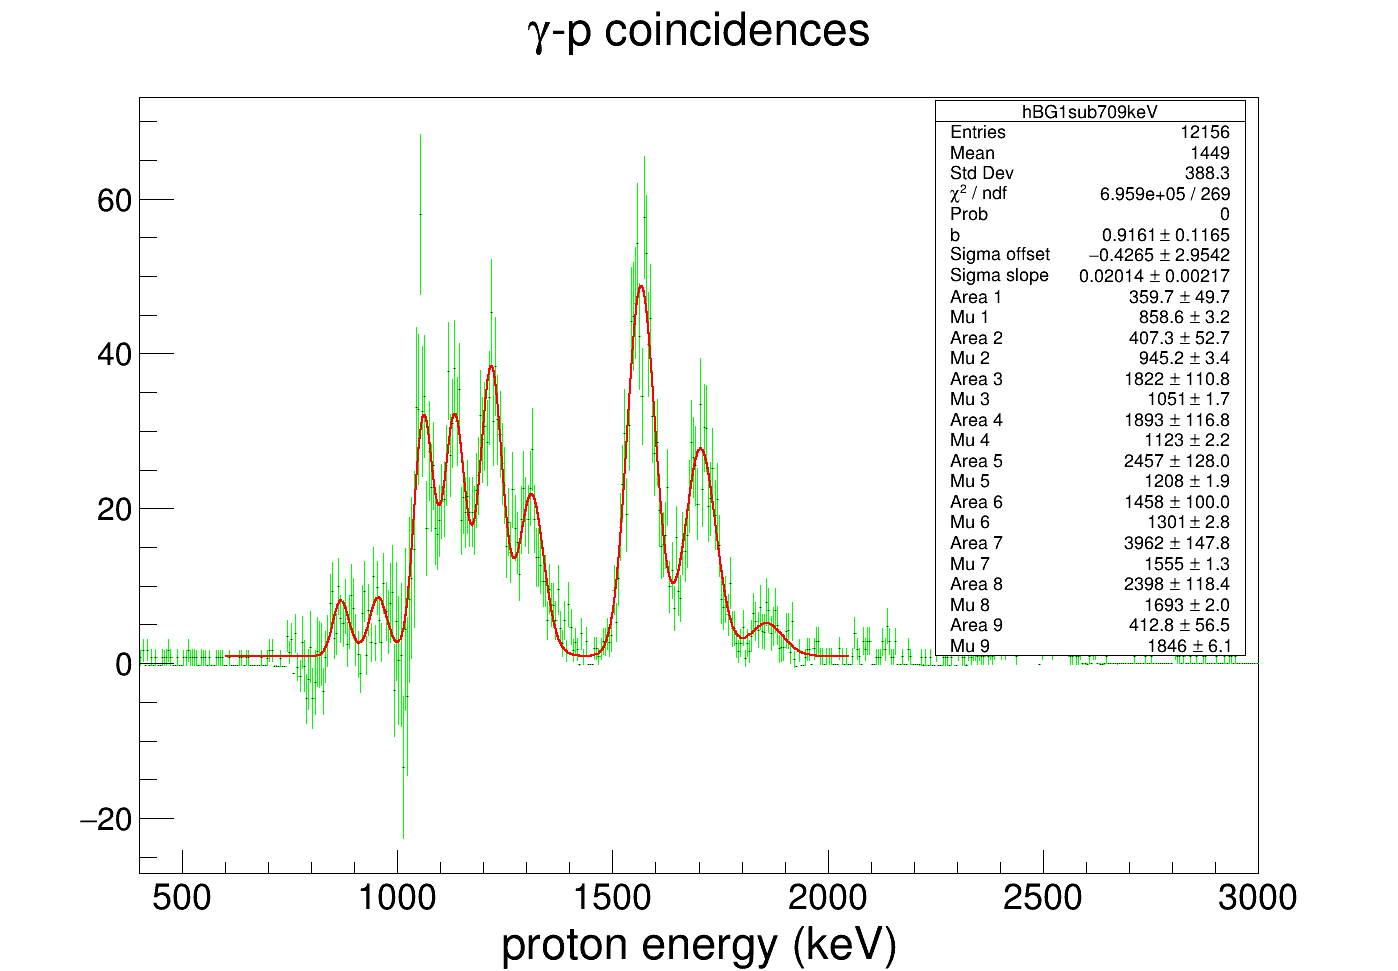 γ-p coincidences
hBG1sub709keV
Entries 12156
Mean 1449
Std Dev 388.3
χ² / ndf 6.959e+05 / 269
Prob 0
b 0.9161 ± 0.1165
Sigma offset −0.4265 ± 2.9542
Sigma slope 0.02014 ± 0.00217
Area 1 359.7 ± 49.7
Mu 1 858.6 ± 3.2
Area 2 407.3 ± 52.7
Mu 2 945.2 ± 3.4
Area 3 1822 ± 110.8
Mu 3 1051 ± 1.7
Area 4 1893 ± 116.8
Mu 4 1123 ± 2.2
Area 5 2457 ± 128.0
Mu 5 1208 ± 1.9
Area 6 1458 ± 100.0
Mu 6 1301 ± 2.8
Area 7 3962 ± 147.8
Mu 7 1555 ± 1.3
Area 8 2398 ± 118.4
Mu 8 1693 ± 2.0
Area 9 412.8 ± 56.5
Mu 9 1846 ± 6.1
60
40
20
0
−20
500 1000 1500 2000 2500 3000
proton energy (keV)